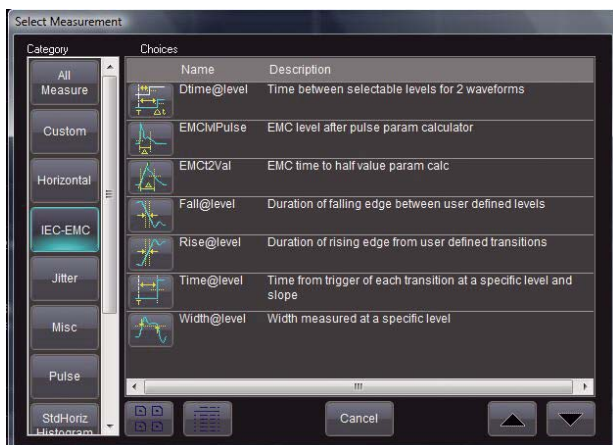 Select Measurement
Category
Choices
All
Measure
Custom
Horizontal
IEC-EMC
Jitter
Misc
Pulse
StdHoriz
Histogram
Name Description
Dtime@level Time between selectable levels for 2 waveforms
EMClvlPulse EMC level after pulse param calculator
EMCt2Val EMC time to half value param calc
Fall@level Duration of falling edge between user defined levels
Rise@level Duration of rising edge from user defined transitions
Time@level Time from trigger of each transition at a specific level and
slope
Width@level Width measured at a specific level
Cancel